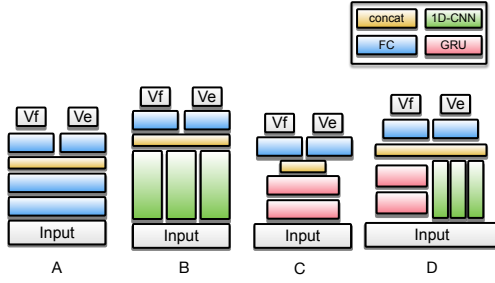 concat 1D-CNN
FC GRU
Vf Ve Vf Ve Vf Ve Vf Ve
Input Input Input Input
A B C D